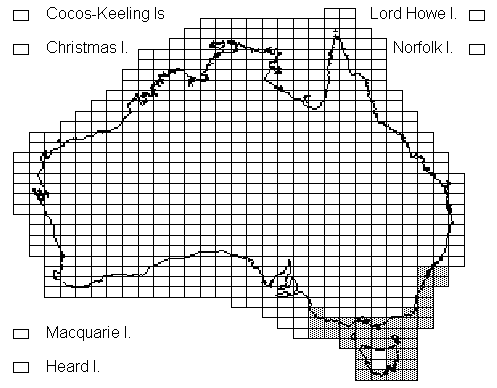 Cocos-Keeling Is
Lord Howe I.
Christmas I.
Norfolk I.
Macquarie I.
Heard I.